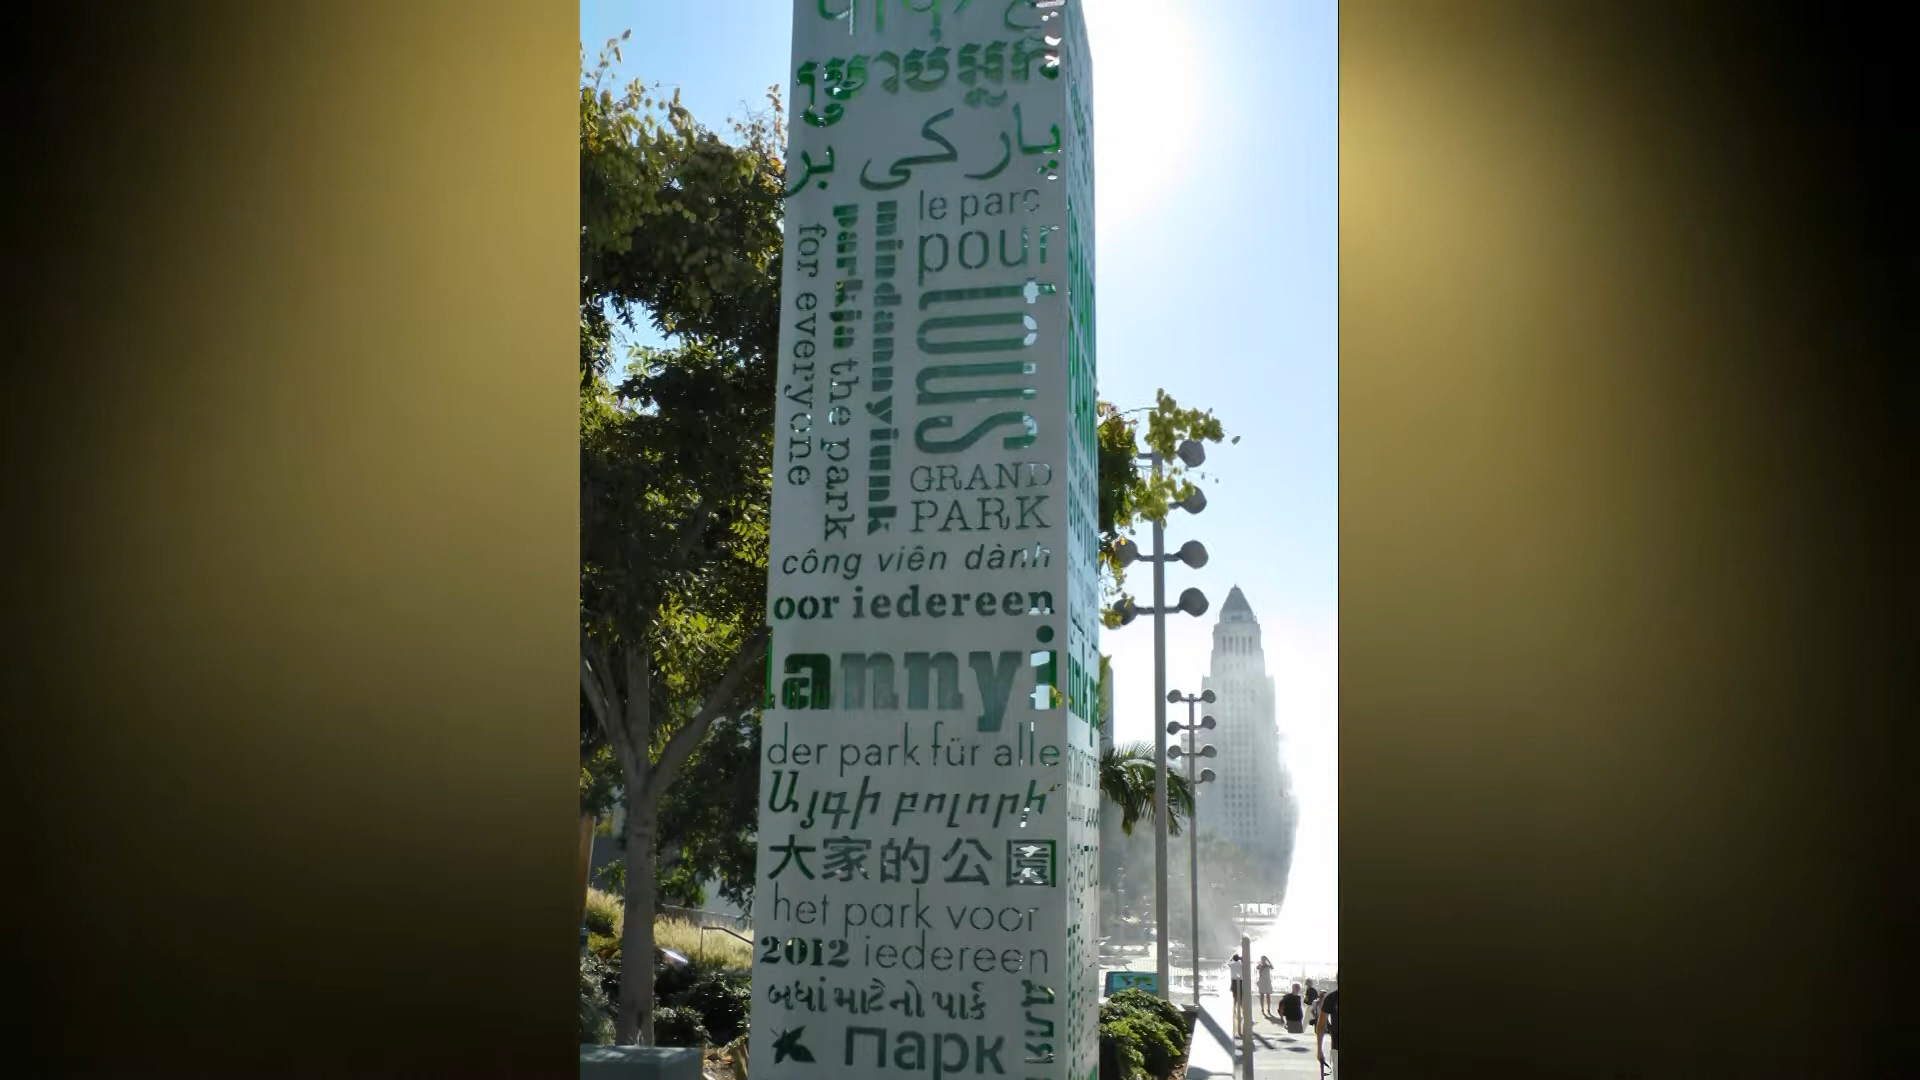 پارکی
بر
le parc
pour
tous
mindannyiunk
parkja the park
for everyone
GRAND
PARK
công viên dành
oor iedereen
annyi
der park für alle
Այգի բոլորի
大家的公園
het park voor
2012 iedereen
બધાં માટેનો પાર્ક
парк
для